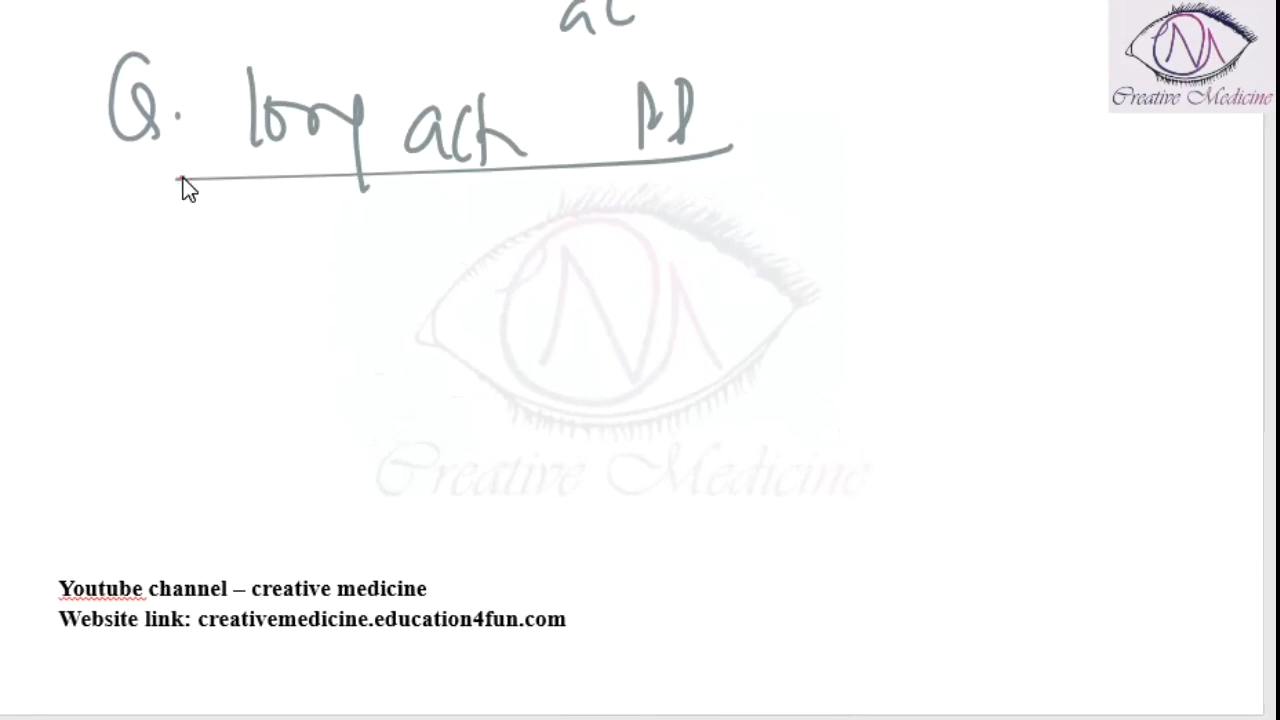 Creative Medicine
Q. long act
Creative Medicine
Youtube channel – creative medicine
Website link: creativemedicine.education4fun.com